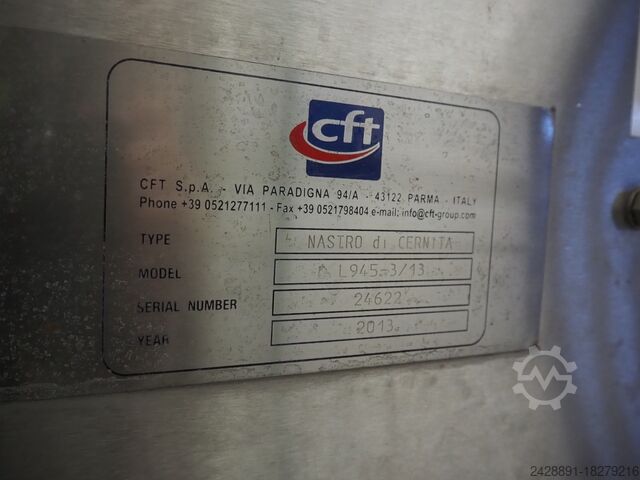 cft
CFT S.p.A. - VIA PARADIGNA 94/A - 43122 PARMA - ITALY
Phone +39 0521277111 - Fax +39 0521798404 e-mail: info@cft-group.com
TYPE NASTRO di CERNITA
MODEL L945-3/13
SERIAL NUMBER 24622
YEAR 2013
2428891-18279216